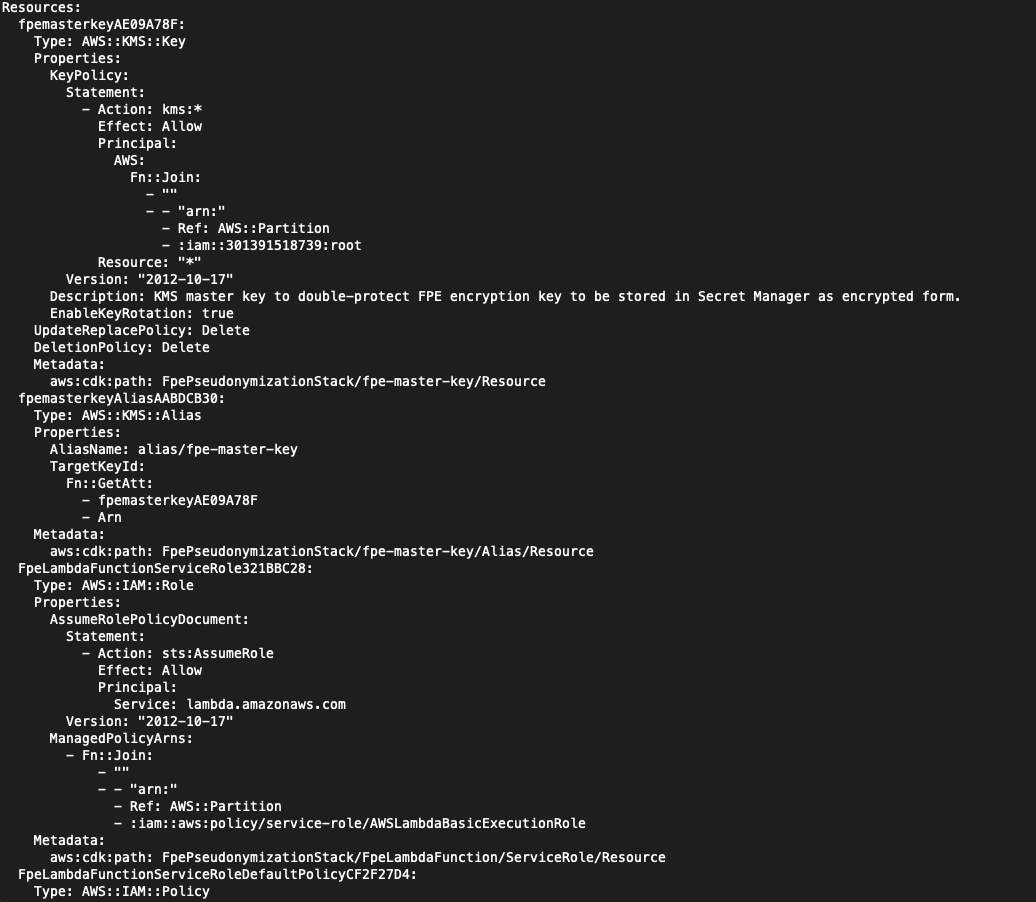 Resources:
  fpemasterkeyAE09A78F:
    Type: AWS::KMS::Key
    Properties:
      KeyPolicy:
        Statement:
          - Action: kms:*
            Effect: Allow
            Principal:
              AWS:
                Fn::Join:
                  - ""
                  - - "arn:"
                    - Ref: AWS::Partition
                    - :iam::301391518739:root
            Resource: "*"
        Version: "2012-10-17"
      Description: KMS master key to double-protect FPE encryption key to be stored in Secret Manager as encrypted form.
      EnableKeyRotation: true
    UpdateReplacePolicy: Delete
    DeletionPolicy: Delete
    Metadata:
      aws:cdk:path: FpePseudonymizationStack/fpe-master-key/Resource
  fpemasterkeyAliasAABDCB30:
    Type: AWS::KMS::Alias
    Properties:
      AliasName: alias/fpe-master-key
      TargetKeyId:
        Fn::GetAtt:
          - fpemasterkeyAE09A78F
          - Arn
    Metadata:
      aws:cdk:path: FpePseudonymizationStack/fpe-master-key/Alias/Resource
  FpeLambdaFunctionServiceRole321BBC28:
    Type: AWS::IAM::Role
    Properties:
      AssumeRolePolicyDocument:
        Statement:
          - Action: sts:AssumeRole
            Effect: Allow
            Principal:
              Service: lambda.amazonaws.com
        Version: "2012-10-17"
      ManagedPolicyArns:
        - Fn::Join:
            - ""
            - - "arn:"
              - Ref: AWS::Partition
              - :iam::aws:policy/service-role/AWSLambdaBasicExecutionRole
    Metadata:
      aws:cdk:path: FpePseudonymizationStack/FpeLambdaFunction/ServiceRole/Resource
  FpeLambdaFunctionServiceRoleDefaultPolicyCF2F27D4:
    Type: AWS::IAM::Policy